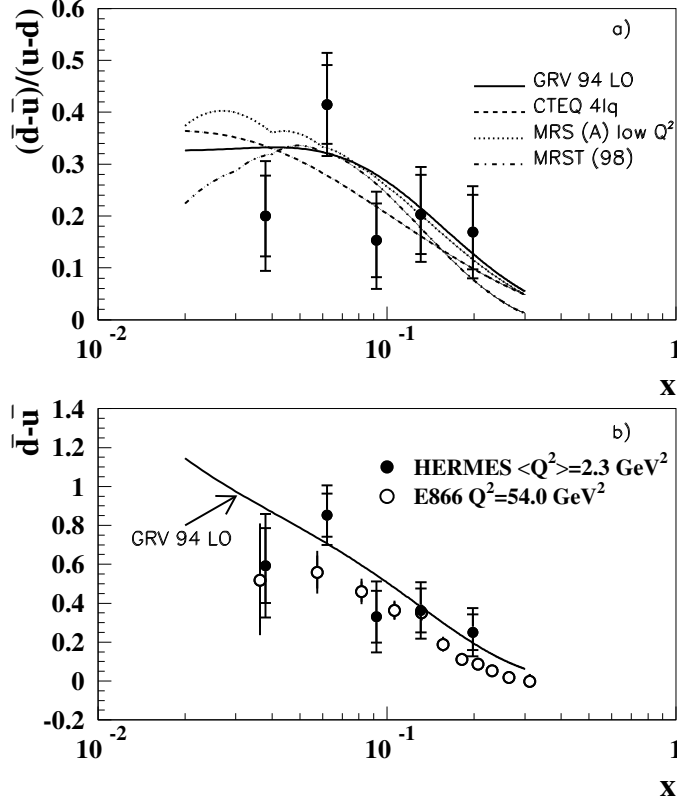 (d̄-ū)/(u-d)
0.6
0.5
0.4
0.3
0.2
0.1
0
a)
GRV 94 LO
CTEQ 4lq
MRS (A) low Q²
MRST (98)
10⁻²
10⁻¹
1
x
d̄-ū
1.4
1.2
1
0.8
0.6
0.4
0.2
0
-0.2
b)
HERMES <Q²>=2.3 GeV²
E866 Q²=54.0 GeV²
GRV 94 LO
10⁻²
10⁻¹
1
x